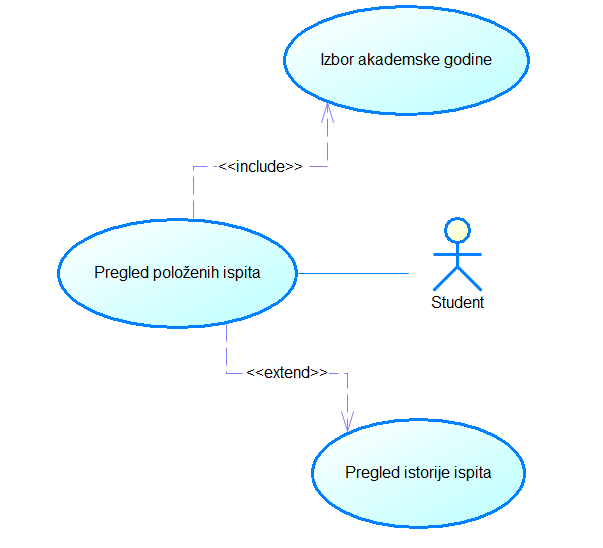 Izbor akademske godine
<<include>>
Pregled položenih ispita
Student
<<extend>>
Pregled istorije ispita